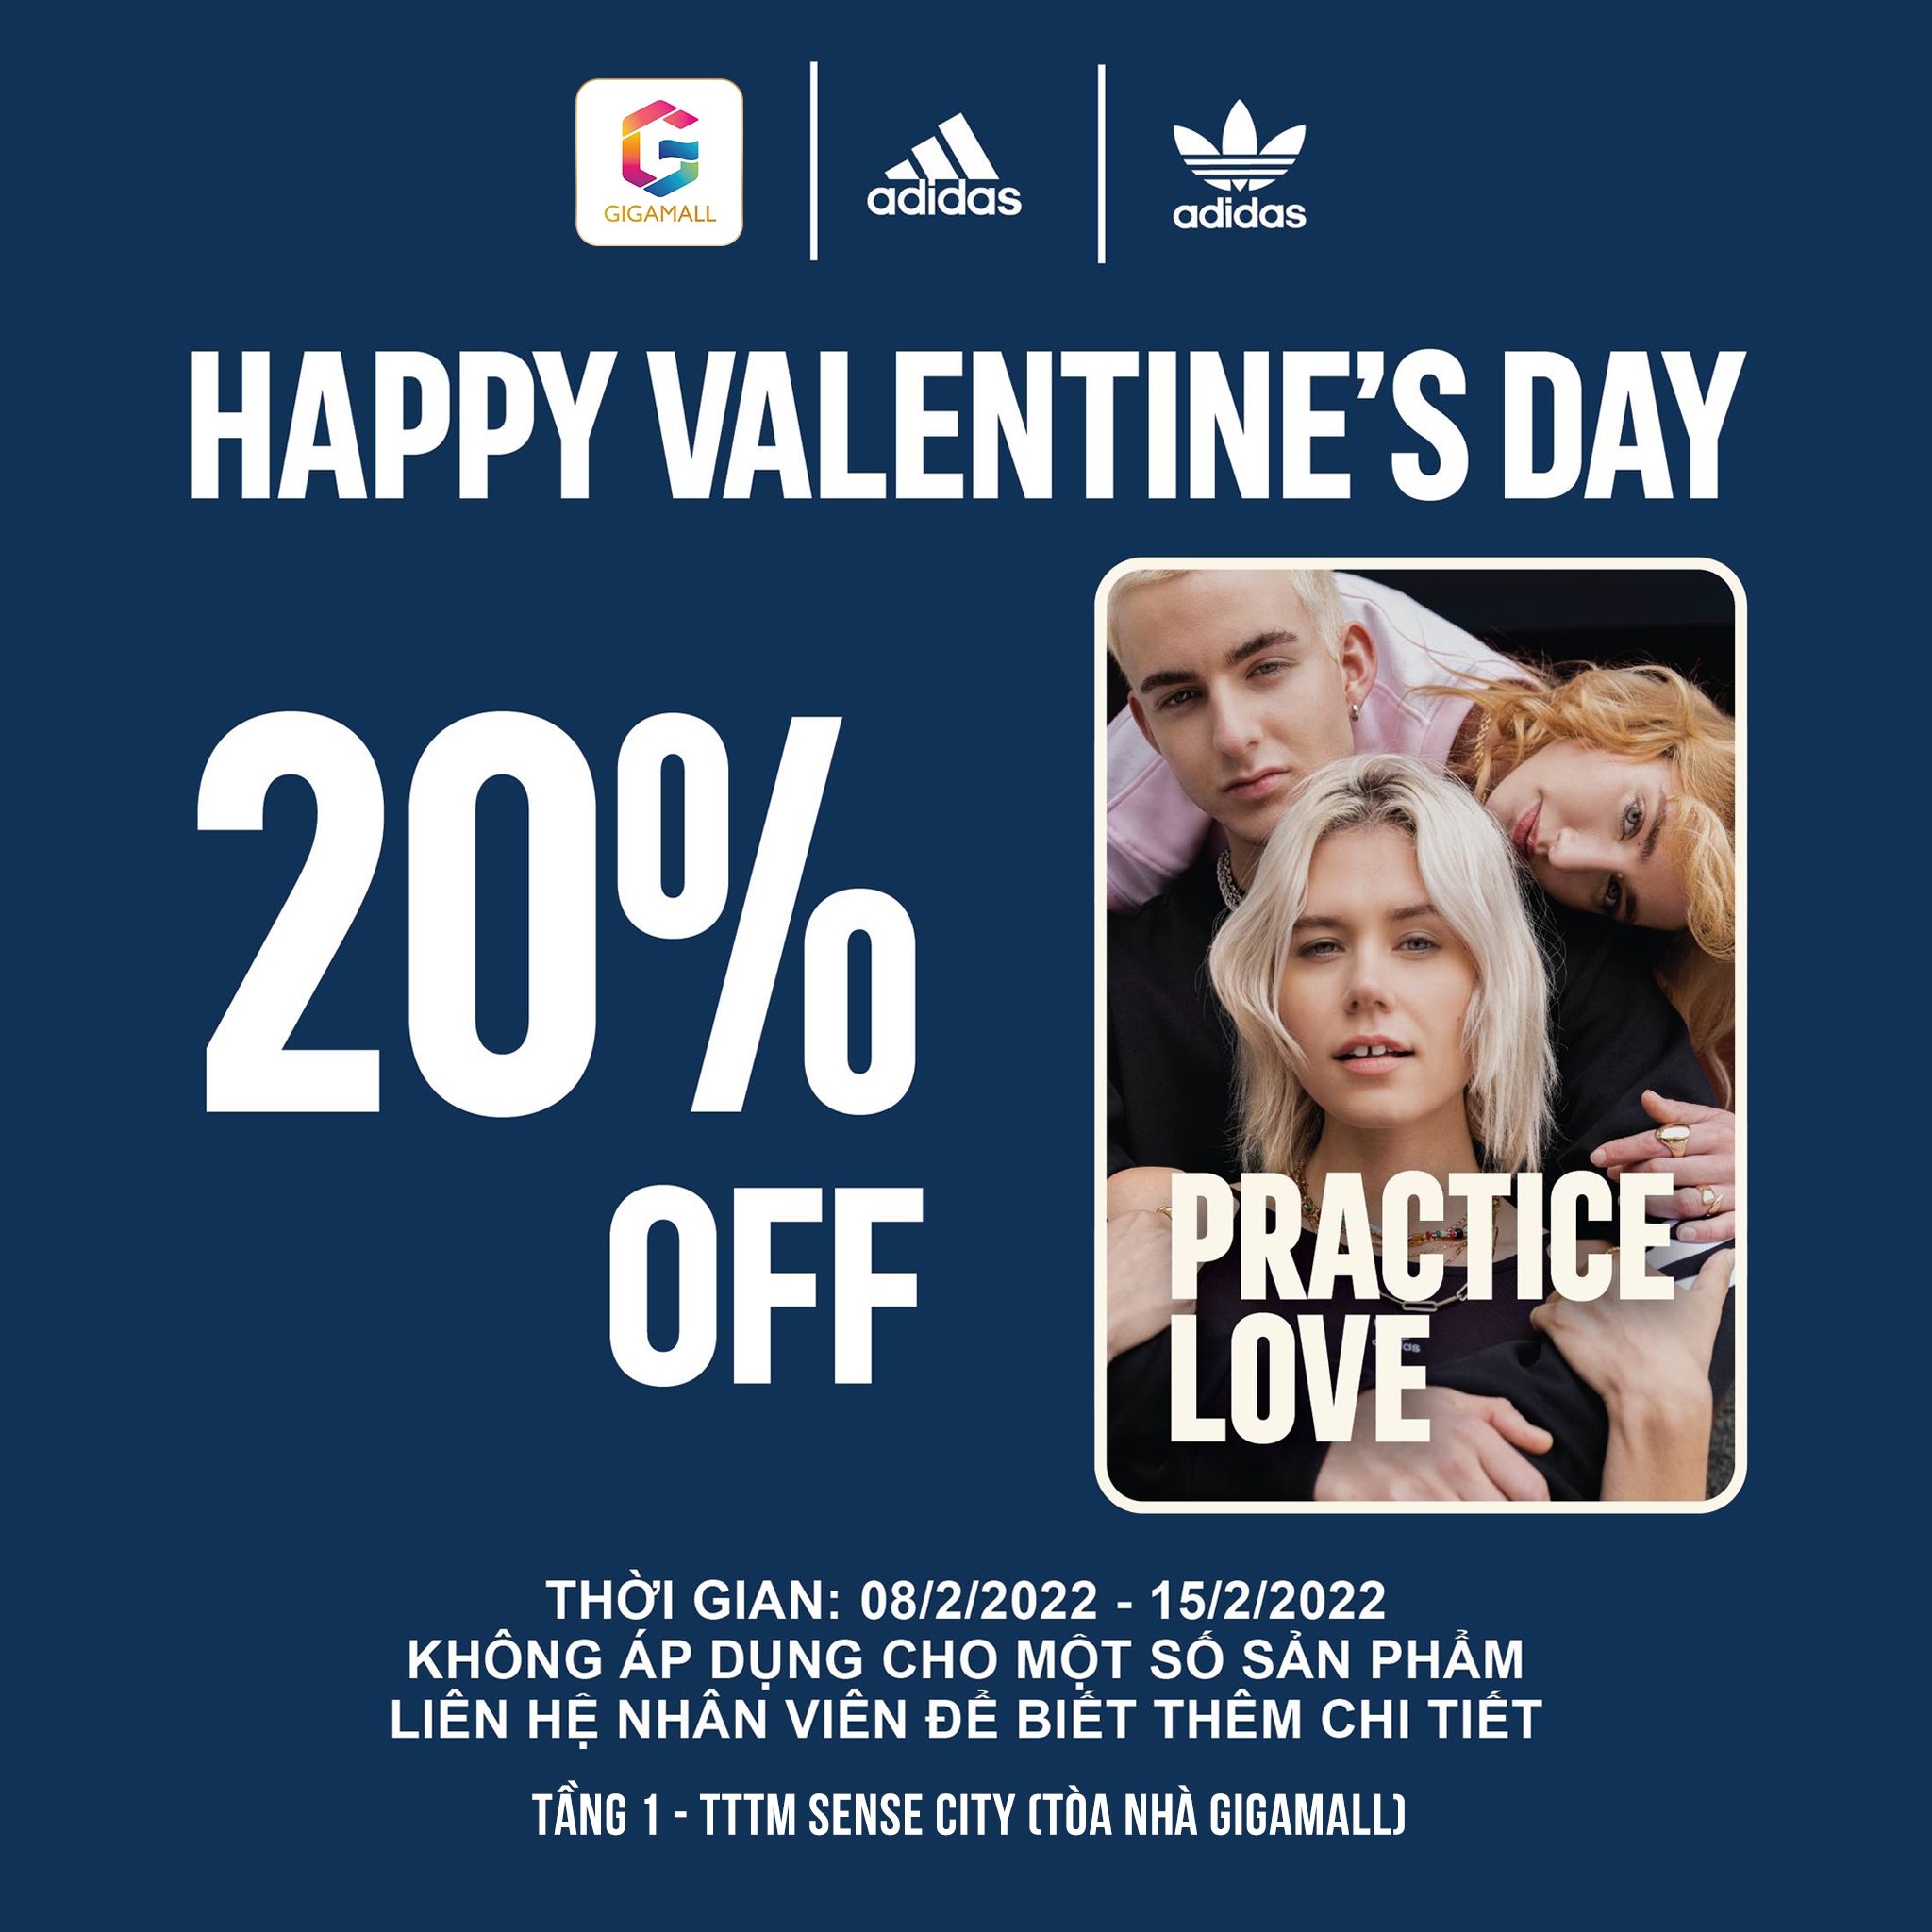 GIGAMALL
adidas
adidas
HAPPY VALENTINE'S DAY
20%
OFF
PRACTICE
LOVE
THỜI GIAN: 08/2/2022 - 15/2/2022
KHÔNG ÁP DỤNG CHO MỘT SỐ SẢN PHẨM
LIÊN HỆ NHÂN VIÊN ĐỂ BIẾT THÊM CHI TIẾT
TẦNG 1 - TTTM SENSE CITY (TÒA NHÀ GIGAMALL)